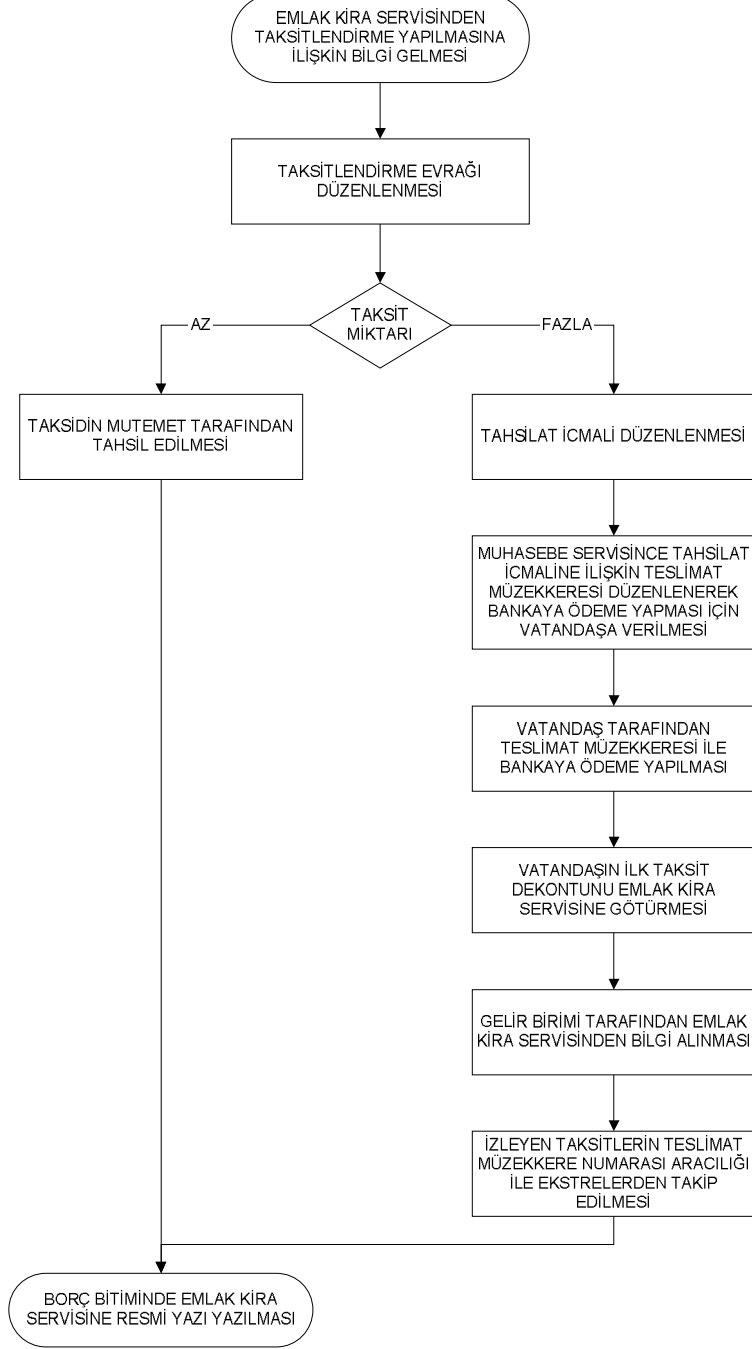 EMLAK KİRA SERVİSİNDEN
TAKSİTLENDİRME YAPILMASINA
İLİŞKİN BİLGİ GELMESİ
TAKSİTLENDİRME EVRAĞI
DÜZENLENMESİ
TAKSİT
MİKTARI
AZ
FAZLA
TAKSİDİN MUTEMET TARAFINDAN
TAHSİL EDİLMESİ
TAHSİLAT İCMALİ DÜZENLENMESİ
MUHASEBE SERVİSİNCE TAHSİLAT
İCMALİNE İLİŞKİN TESLİMAT
MÜZEKKERESİ DÜZENLENEREK
BANKAYA ÖDEME YAPMASI İÇİN
VATANDAŞA VERİLMESİ
VATANDAŞ TARAFINDAN
TESLİMAT MÜZEKKERESİ İLE
BANKAYA ÖDEME YAPILMASI
VATANDAŞIN İLK TAKSİT
DEKONTUNU EMLAK KİRA
SERVİSİNE GÖTÜRMESİ
GELİR BİRİMİ TARAFINDAN EMLAK
KİRA SERVİSİNDEN BİLGİ ALINMASI
İZLEYEN TAKSİTLERİN TESLİMAT
MÜZEKKERE NUMARASI ARACILIĞI
İLE EKSTRELERDEN TAKİP
EDİLMESİ
BORÇ BİTİMİNDE EMLAK KİRA
SERVİSİNE RESMİ YAZI YAZILMASI